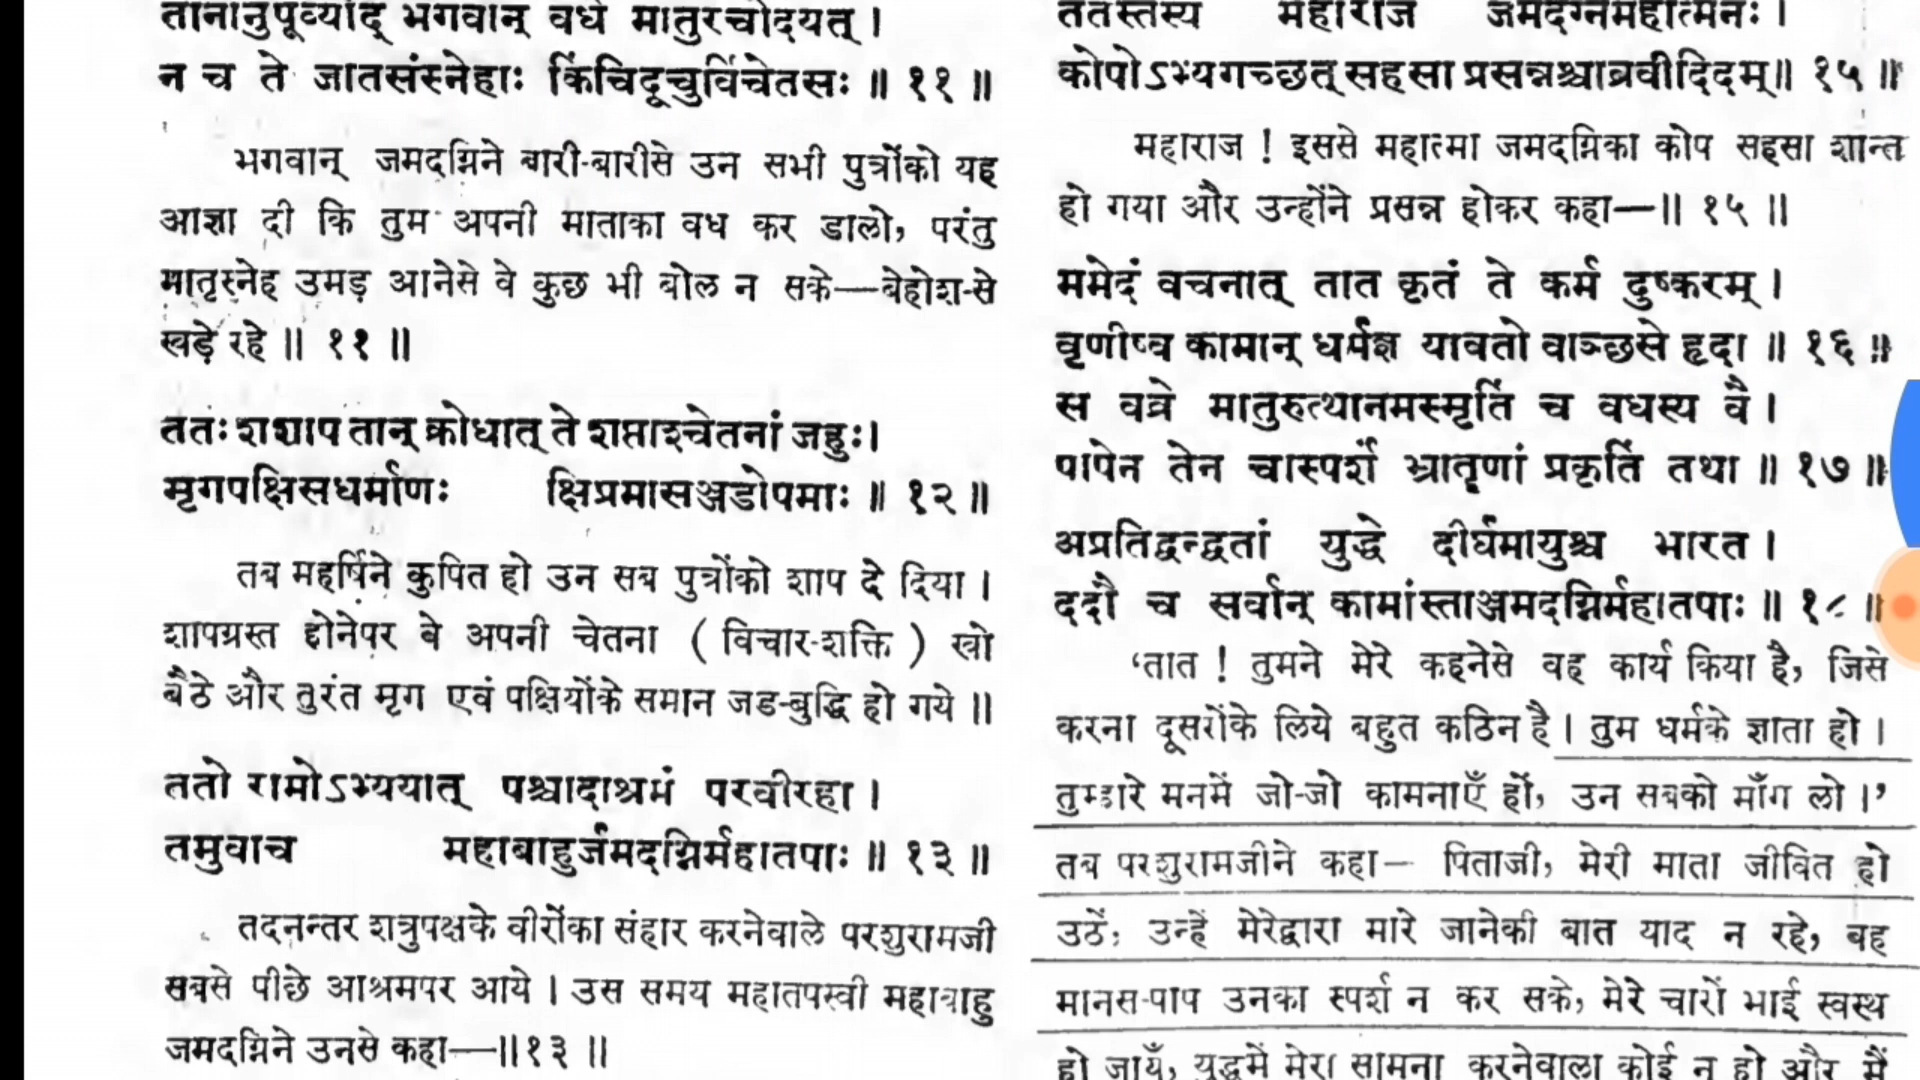 तानानुपूर्व्याद् भगवान् वधे मातुरचोदयत् ।
न च ते जातसंस्नेहाः किंचिदूचुर्विचेतसः ॥ ११ ॥
भगवान् जमदग्निने बारी-बारीसे उन सभी पुत्रोंको यह
आज्ञा दी कि तुम अपनी माताका वध कर डालो, परंतु
मातृस्नेह उमड़ आनेसे वे कुछ भी बोल न सके—बेहोश-से
खड़े रहे ॥ ११ ॥
ततः शशाप तान् क्रोधात् ते शप्ताश्चेतनां जहुः।
मृगपक्षिसधर्माणः क्षिप्रमासञ्जडोपमाः ॥ १२ ॥
तब महर्षिने कुपित हो उन सब पुत्रोंको शाप दे दिया ।
शापग्रस्त होनेपर वे अपनी चेतना ( विचार-शक्ति ) खो
बैठे और तुरंत मृग एवं पक्षियोंके समान जड-बुद्धि हो गये ॥
ततो रामोऽभ्ययात् पश्चादाश्रमं परवीरहा ।
तमुवाच महाबाहुर्जमदग्निर्महातपाः ॥ १३ ॥
तदनन्तर शत्रुपक्षके वीरोंका संहार करनेवाले परशुरामजी
सबसे पीछे आश्रमपर आये । उस समय महातपस्वी महाबाहु
जमदग्निने उनसे कहा—॥१३ ॥
ततस्तस्य महाराज जमदग्नेर्महात्मनः ।
कोपोऽभ्यगच्छत् सहसा प्रसन्नश्चाब्रवीदिदम्॥ १५ ॥
महाराज ! इससे महात्मा जमदग्निका कोप सहसा शान्त
हो गया और उन्होंने प्रसन्न होकर कहा—॥ १५ ॥
ममेदं वचनात् तात कृतं ते कर्म दुष्करम् ।
वृणीष्व कामान् धर्मज्ञ यावतो वाञ्छसे हृदा ॥ १६ ॥
स वव्रे मातुरुत्थानमस्मृतिं च वधस्य वै ।
पापेन तेन चास्पर्शं भ्रातॄणां प्रकृतिं तथा ॥ १७ ॥
अप्रतिद्वन्द्वतां युद्धे दीर्घमायुश्च भारत ।
ददौ च सर्वान् कामांस्ताञ्जमदग्निर्महातपाः ॥ १८ ॥
‘तात ! तुमने मेरे कहनेसे वह कार्य किया है, जिसे
करना दूसरोंके लिये बहुत कठिन है । तुम धर्मके ज्ञाता हो ।
तुम्हारे मनमें जो-जो कामनाएँ हों, उन सबको माँग लो ।’
तब परशुरामजीने कहा— पिताजी, मेरी माता जीवित हो
उठें, उन्हें मेरेद्वारा मारे जानेकी बात याद न रहे, वह
मानस-पाप उनका स्पर्श न कर सके, मेरे चारों भाई स्वस्थ
हो जायँ, युद्धमें मेरा सामना करनेवाला कोई न हो और मैं